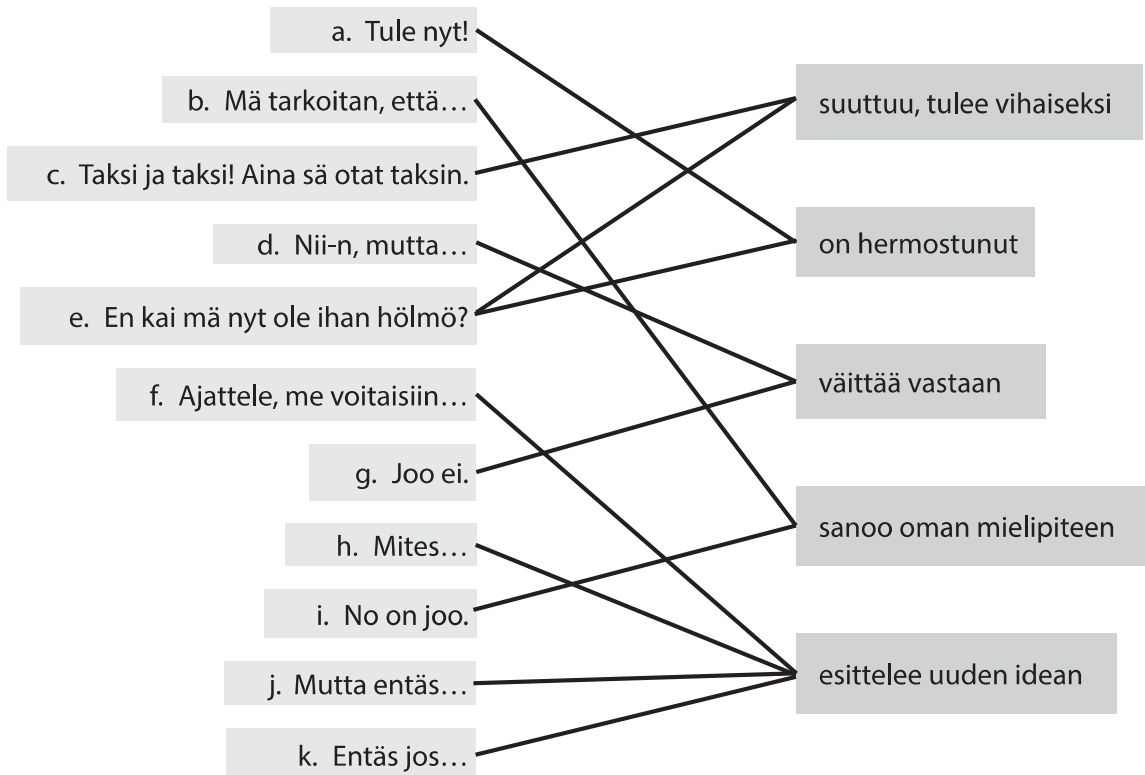 a. Tule nyt!
b. Mä tarkoitan, että…
c. Taksi ja taksi! Aina sä otat taksin.
d. Nii-n, mutta…
e. En kai mä nyt ole ihan hölmö?
f. Ajattele, me voitaisiin…
g. Joo ei.
h. Mites…
i. No on joo.
j. Mutta entäs…
k. Entäs jos…
suuttuu, tulee vihaiseksi
on hermostunut
väittää vastaan
sanoo oman mielipiteen
esittelee uuden idean